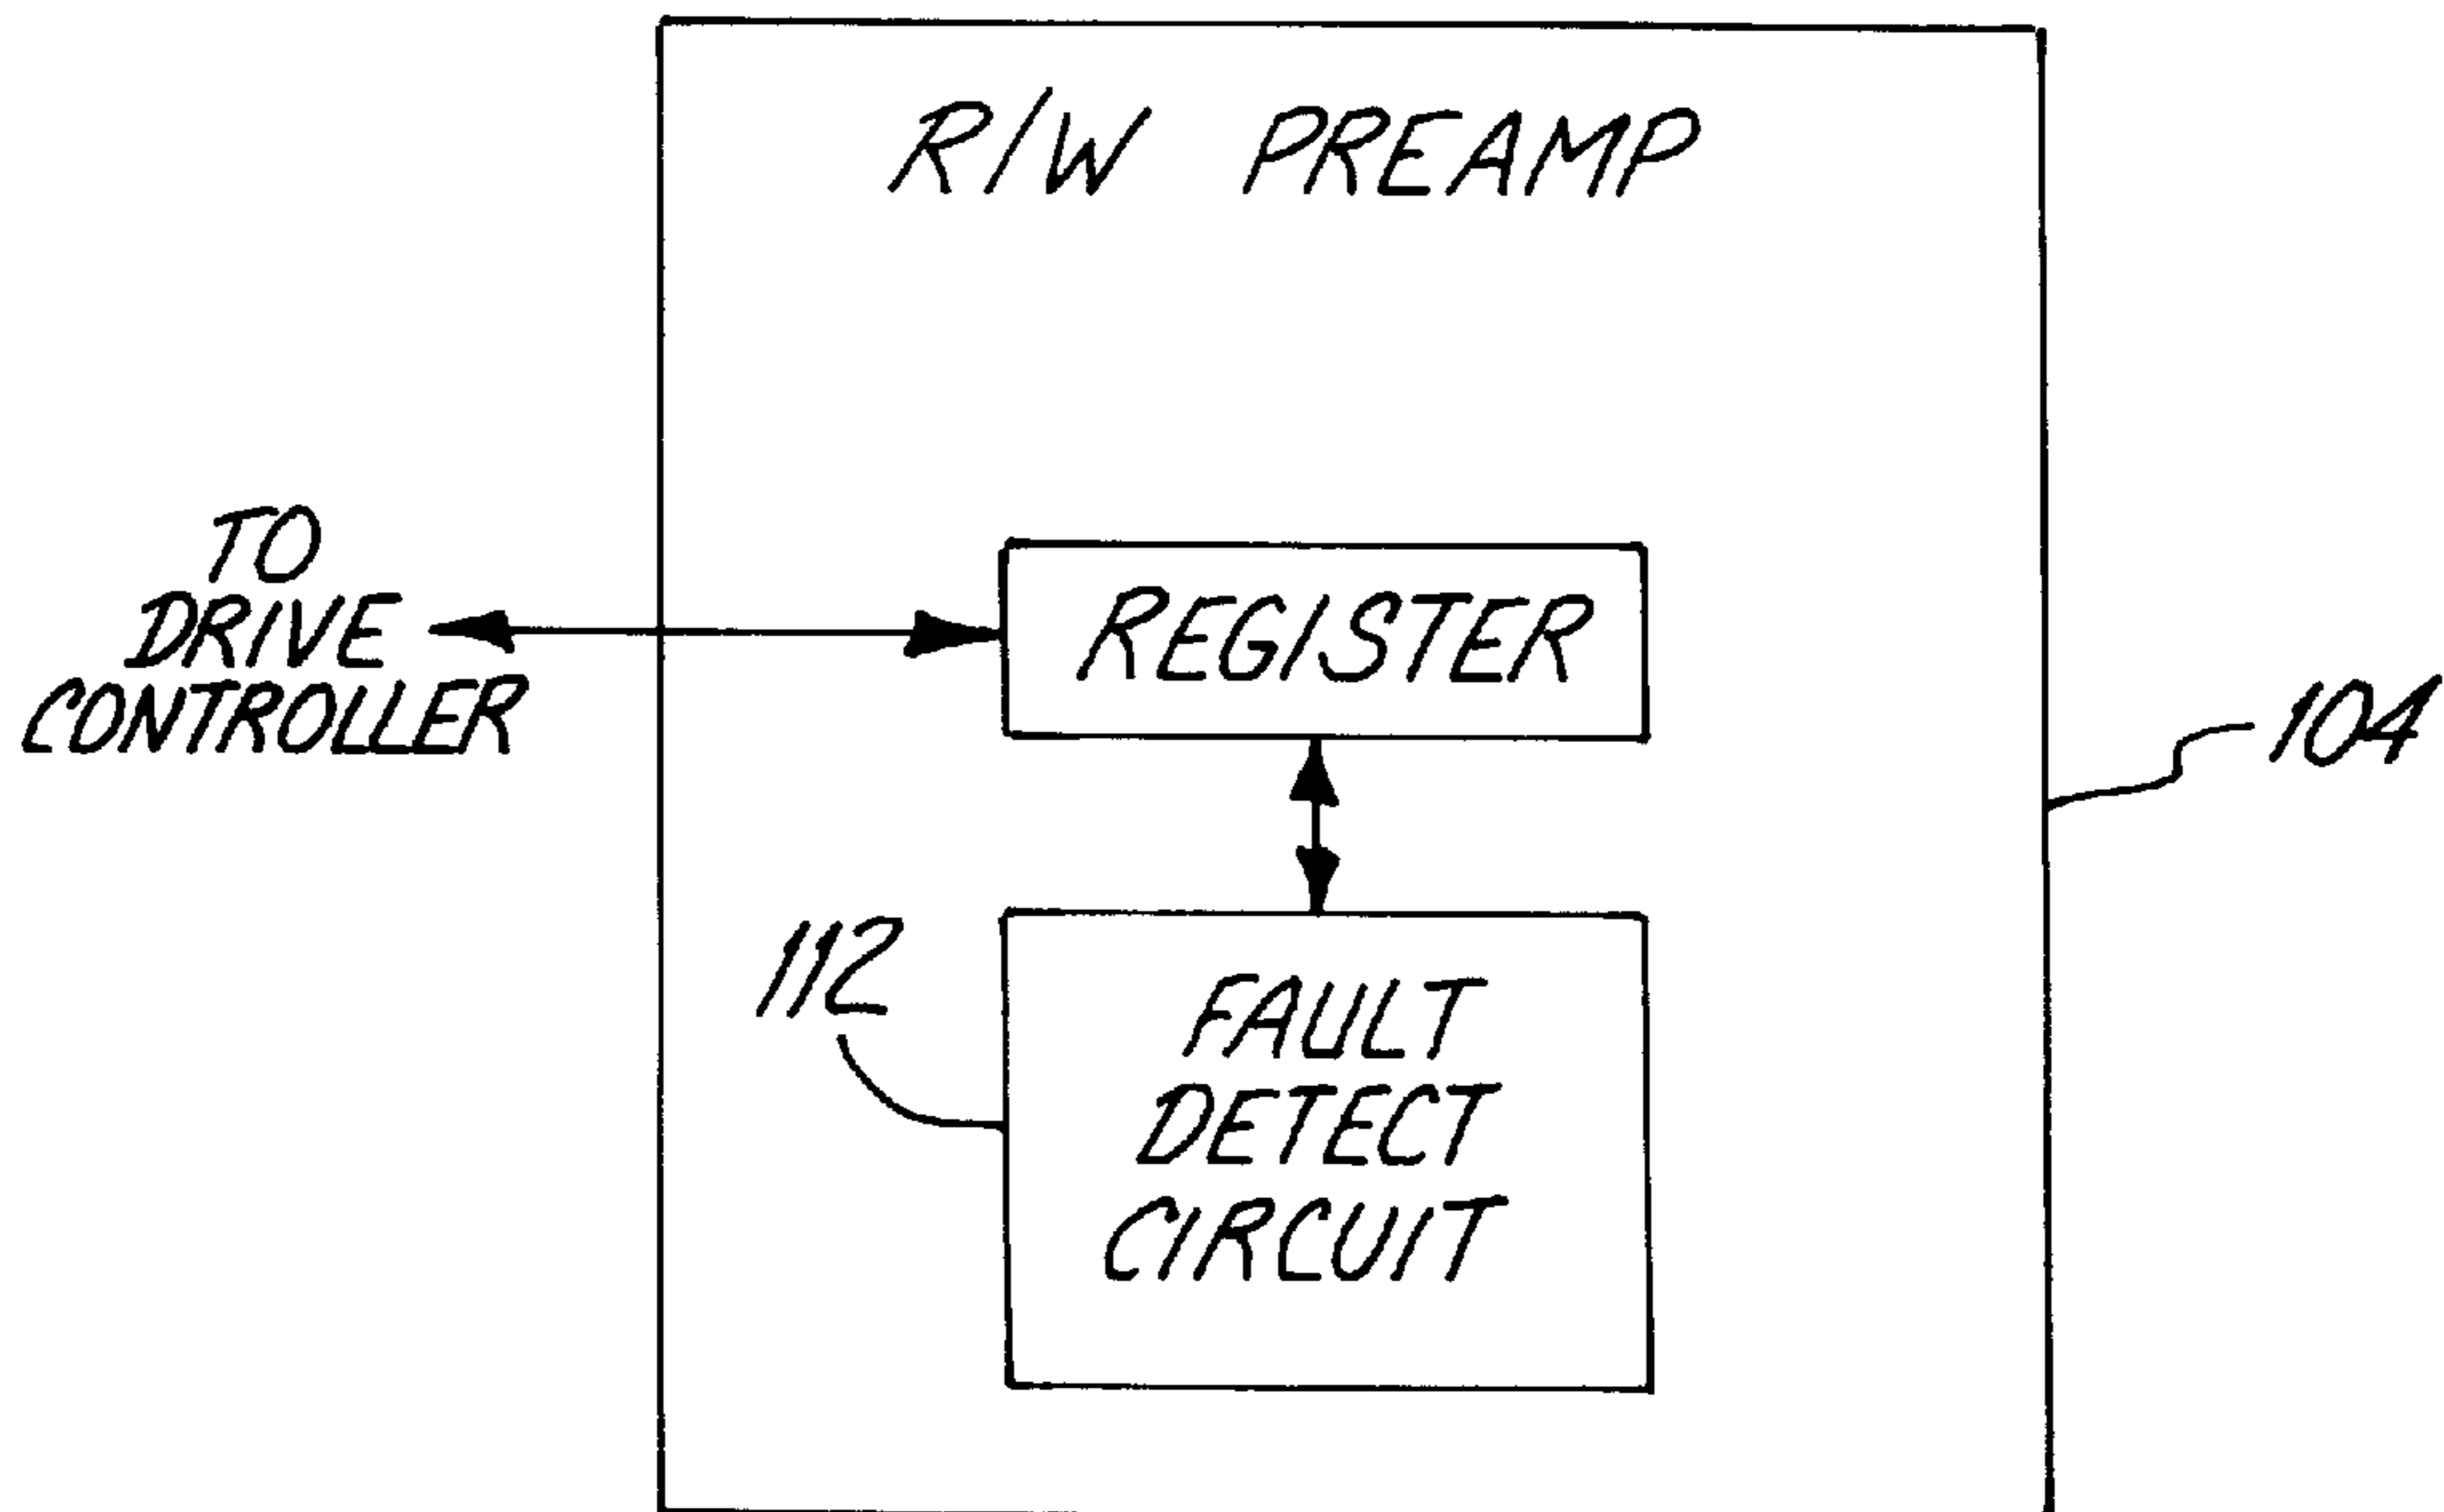 R/W PREAMP
TO
DRIVE
CONTROLLER
REGISTER
104
112
FAULT
DETECT
CIRCUIT